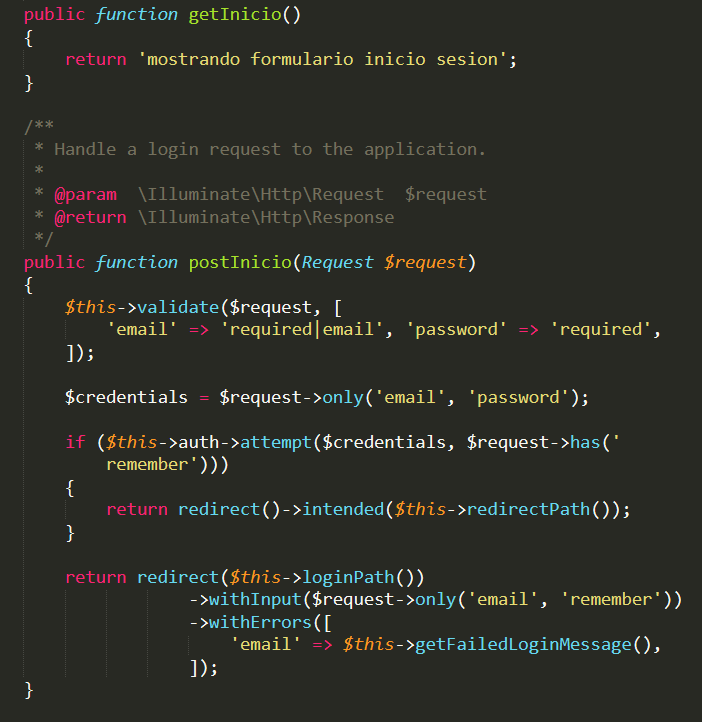 public function getInicio()
{
    return 'mostrando formulario inicio sesion';
}

/**
 * Handle a login request to the application.
 *
 * @param  \Illuminate\Http\Request  $request
 * @return \Illuminate\Http\Response
 */
public function postInicio(Request $request)
{
    $this->validate($request, [
        'email' => 'required|email', 'password' => 'required',
    ]);

    $credentials = $request->only('email', 'password');

    if ($this->auth->attempt($credentials, $request->has('
        remember')))
    {
        return redirect()->intended($this->redirectPath());
    }

    return redirect($this->loginPath())
                ->withInput($request->only('email', 'remember'))
                ->withErrors([
                    'email' => $this->getFailedLoginMessage(),
                ]);
}